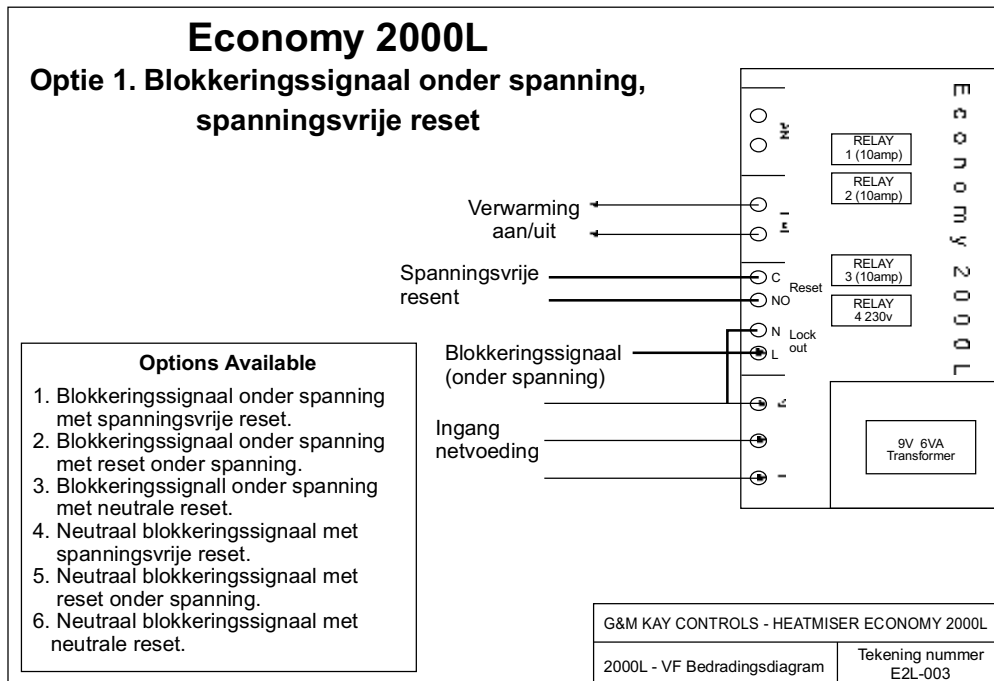 Economy 2000L
Optie 1. Blokkeringssignaal onder spanning,
spanningsvrije reset
Verwarming
aan/uit
Spanningsvrije
resent
Blokkeringssignaal
(onder spanning)
Ingang
netvoeding
C
NO
Reset
N
L
Lock
out
RELAY
1 (10amp)
RELAY
2 (10amp)
RELAY
3 (10amp)
RELAY
4 230v
9V 6VA
Transformer
Economy 2000L
Options Available
1. Blokkeringssignaal onder spanning
met spanningsvrije reset.
2. Blokkeringssignaal onder spanning
met reset onder spanning.
3. Blokkeringssignall onder spanning
met neutrale reset.
4. Neutraal blokkeringssignaal met
spanningsvrije reset.
5. Neutraal blokkeringssignaal met
reset onder spanning.
6. Neutraal blokkeringssignaal met
neutrale reset.
G&M KAY CONTROLS - HEATMISER ECONOMY 2000L
2000L - VF Bedradingsdiagram
Tekening nummer
E2L-003